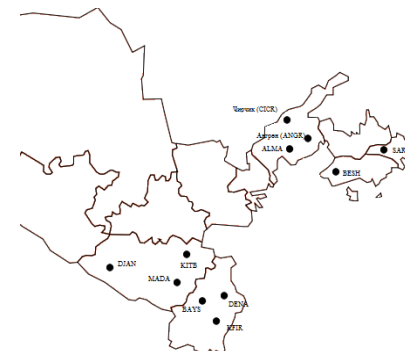 Чирчик (CICR)
Ангрен (ANGR)
ALMA
SAR
BESH
DJAN
KITB
MADA
DENA
BAYS
KFIR